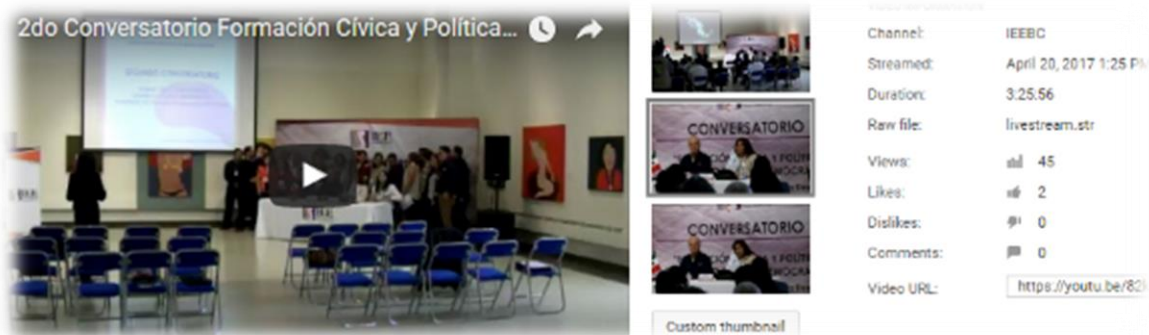 2do Conversatorio Formación Cívica y Política...
CONVERSATORIO
CONVERSATORIO
Custom thumbnail
Channel: IEEBC
Streamed: April 20, 2017 1:25 PM
Duration: 3:25:56
Raw file: livestream.str
Views: 45
Likes: 2
Dislikes: 0
Comments: 0
Video URL: https://youtu.be/82